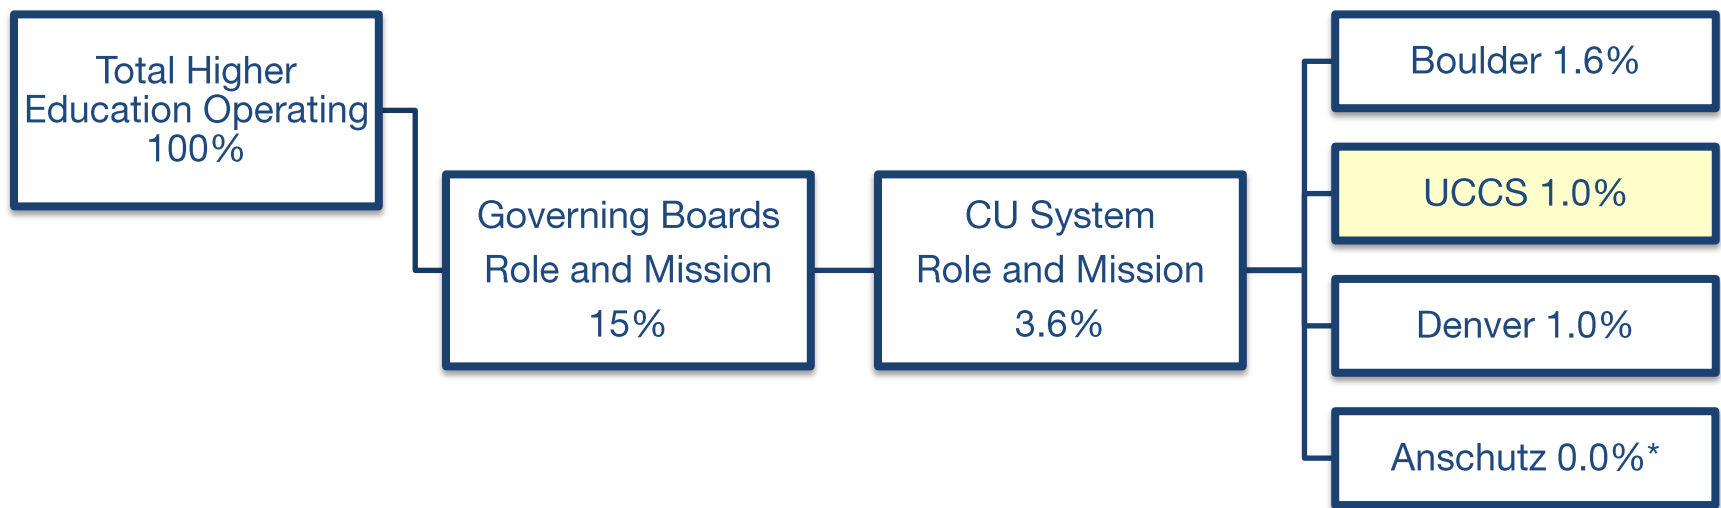 Total Higher
Education Operating
100%
Governing Boards
Role and Mission
15%
CU System
Role and Mission
3.6%
Boulder 1.6%
UCCS 1.0%
Denver 1.0%
Anschutz 0.0%*